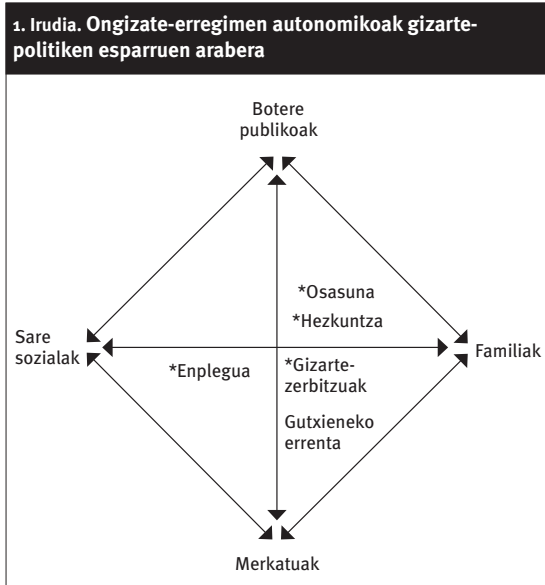 1. Irudia. Ongizate-erregimen autonomikoak gizarte-
politiken esparruen arabera
Botere
publikoak
*Osasuna
*Hezkuntza
Sare
sozialak
Familiak
*Enplegua
*Gizarte-
zerbitzuak
Gutxieneko
errenta
Merkatuak